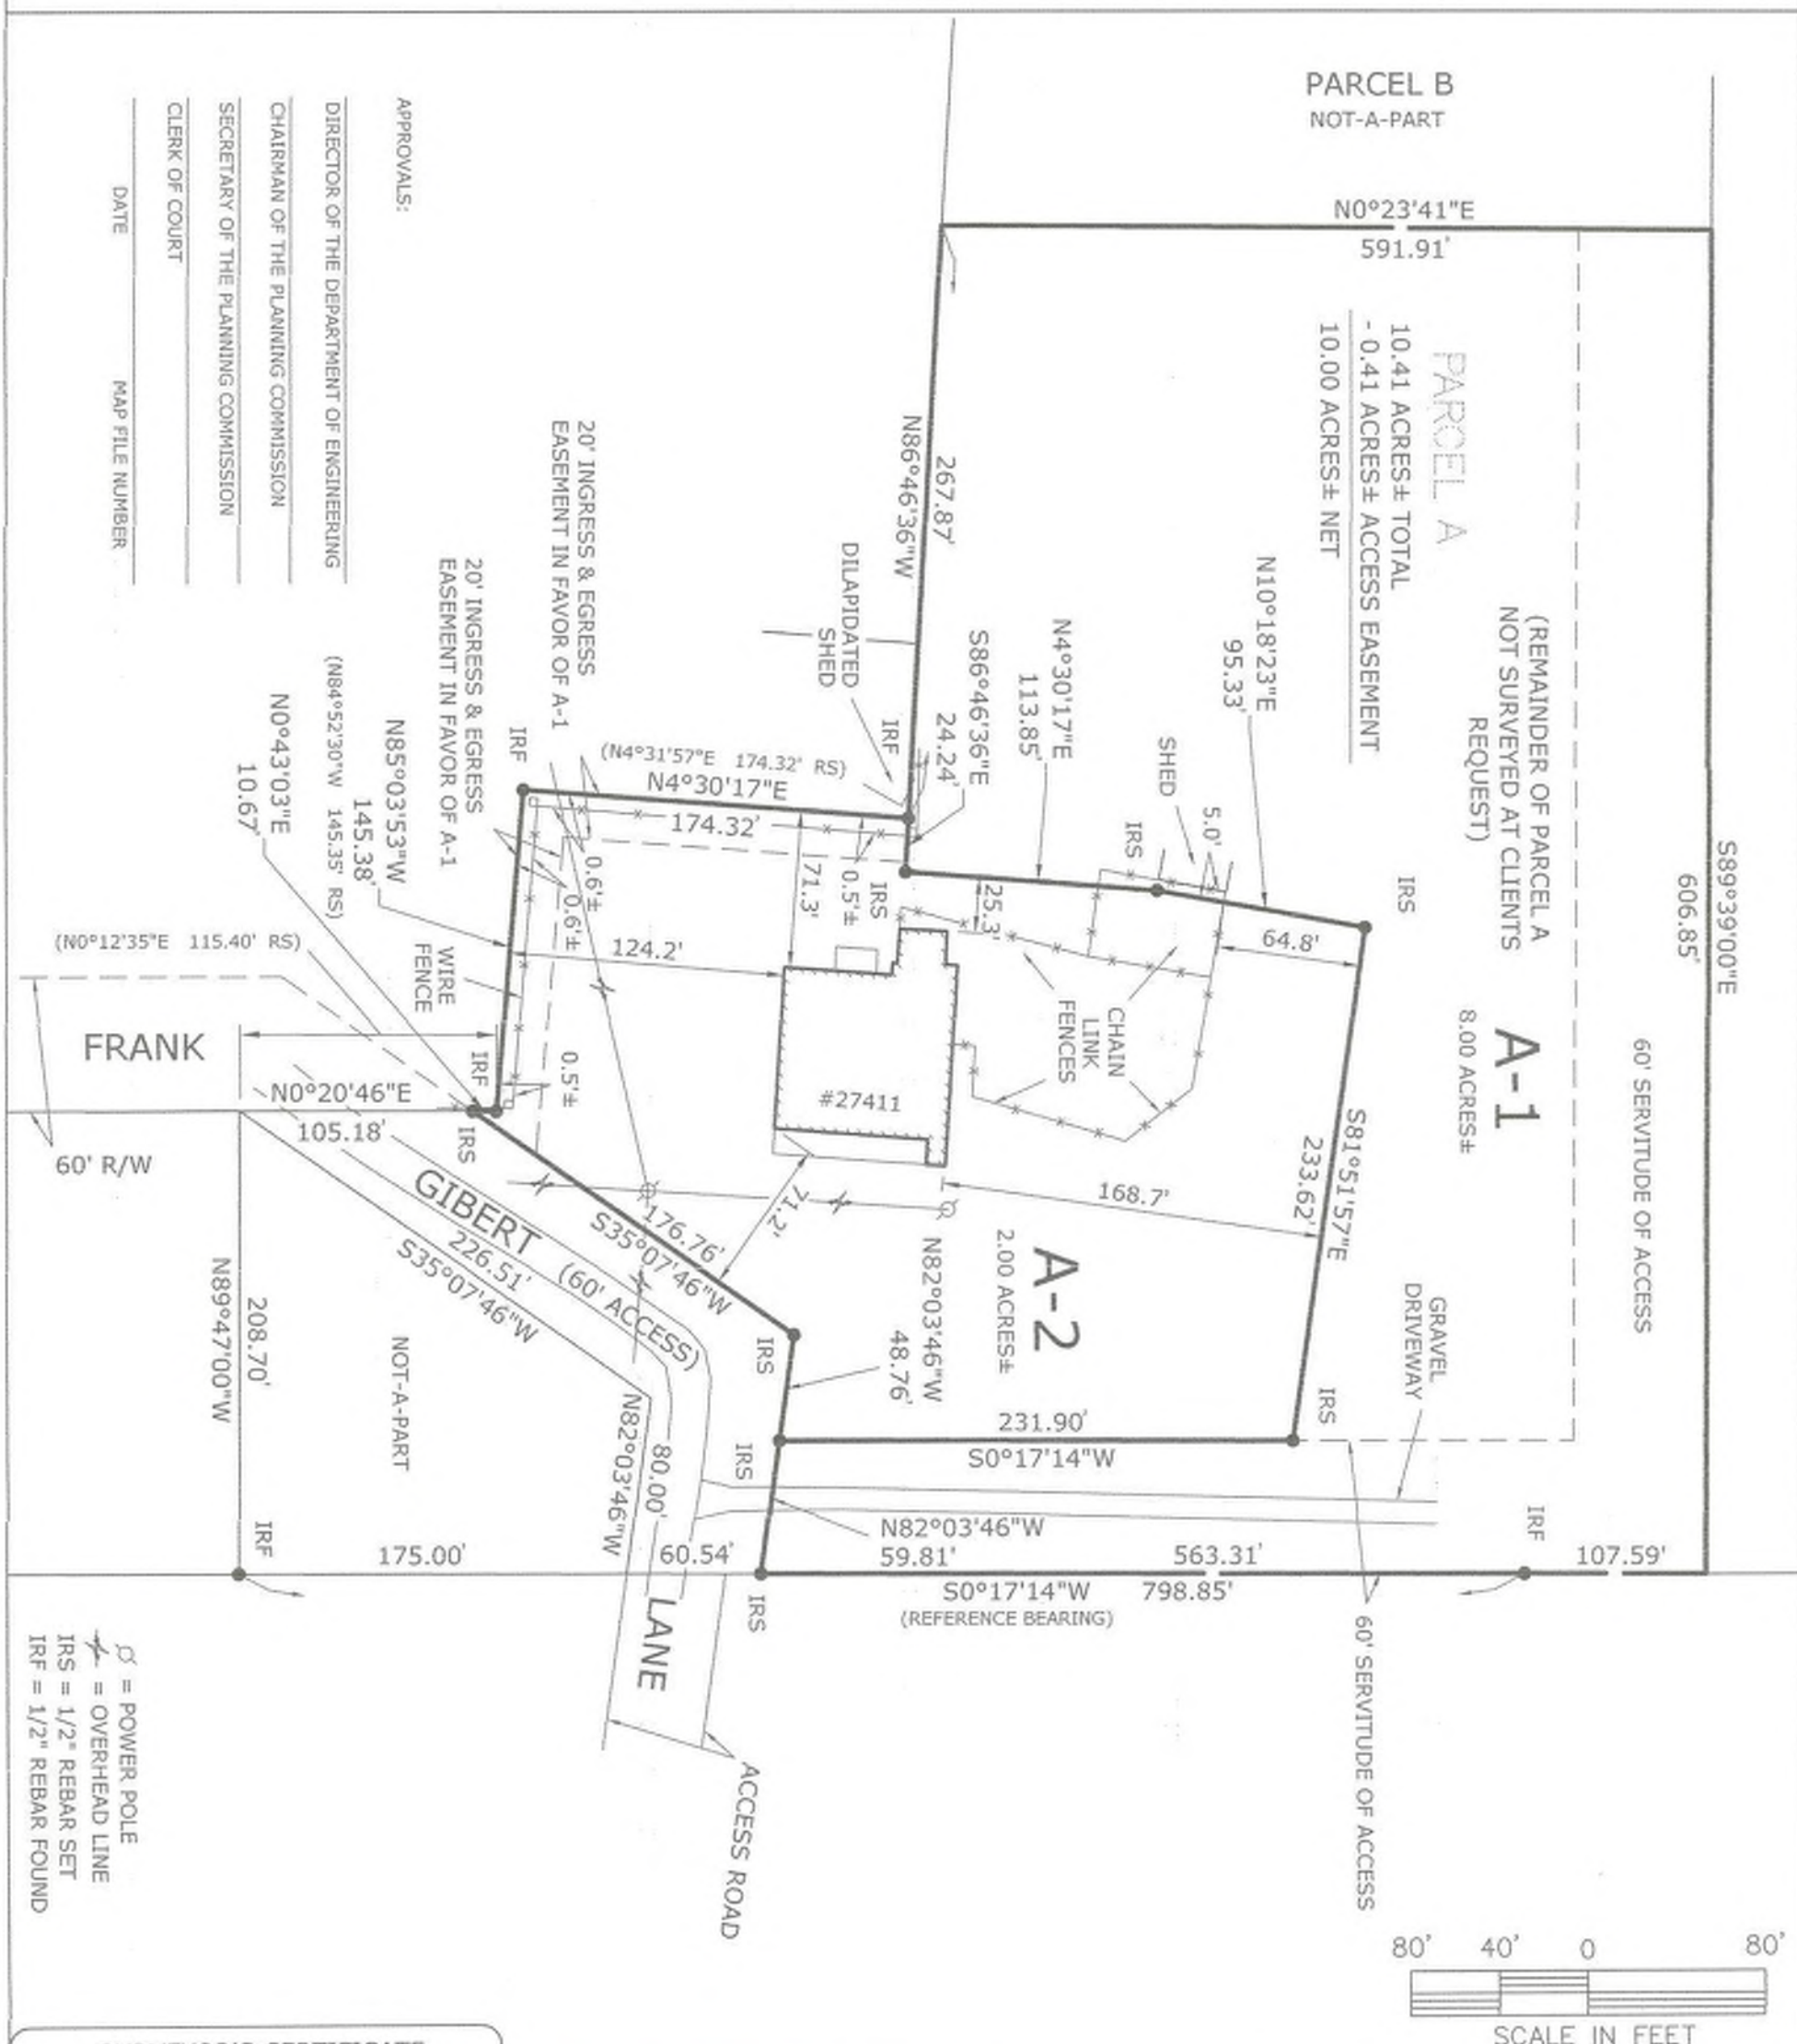 PARCEL B
NOT-A-PART
N0°23'41"E
591.91'
S89°39'00"E
606.85'
60' SERVITUDE OF ACCESS
PARCEL A
10.41 ACRES± TOTAL
- 0.41 ACRES± ACCESS EASEMENT
10.00 ACRES± NET
(REMAINDER OF PARCEL A
NOT SURVEYED AT CLIENTS
REQUEST)
A-1
8.00 ACRES±
267.87'
N86°46'36"W
N10°18'23"E
95.33'
N4°30'17"E
113.85'
S86°46'36"E
24.24'
DILAPIDATED
SHED
SHED
5.0'
IRS
IRS
IRF
IRS
IRF
(N4°31'57"E 174.32' RS)
N4°30'17"E
174.32'
71.3'
0.5'±
25.3'
64.8'
0.6'±
0.6'±
124.2'
0.5'±
CHAIN
LINK
FENCES
#27411
S81°51'57"E
233.62'
168.7'
71.2'
A-2
2.00 ACRES±
N82°03'46"W
48.76'
GRAVEL
DRIVEWAY
IRS
231.90'
S0°17'14"W
IRS
IRS
N82°03'46"W
59.81'
563.31'
107.59'
IRF
S0°17'14"W 798.85'
(REFERENCE BEARING)
IRS
60' SERVITUDE OF ACCESS
APPROVALS:
DIRECTOR OF THE DEPARTMENT OF ENGINEERING
CHAIRMAN OF THE PLANNING COMMISSION
SECRETARY OF THE PLANNING COMMISSION
CLERK OF COURT
DATE MAP FILE NUMBER
20' INGRESS & EGRESS
EASEMENT IN FAVOR OF A-1
20' INGRESS & EGRESS
EASEMENT IN FAVOR OF A-1
N85°03'53"W
145.38'
(N84°52'30"W 145.35' RS)
N0°43'03"E
10.67'
(N0°12'35"E 115.40' RS)
WIRE
FENCE
IRF
IRS
FRANK
N0°20'46"E
105.18'
60' R/W
176.76'
S35°07'46"W
GIBERT
(60' ACCESS)
226.51'
S35°07'46"W
LANE
80.00'
N82°03'46"W
NOT-A-PART
208.70'
N89°47'00"W
IRF
175.00'
60.54'
ACCESS ROAD
= POWER POLE
= OVERHEAD LINE
IRS = 1/2" REBAR SET
IRF = 1/2" REBAR FOUND
80' 40' 0 80'
SCALE IN FEET